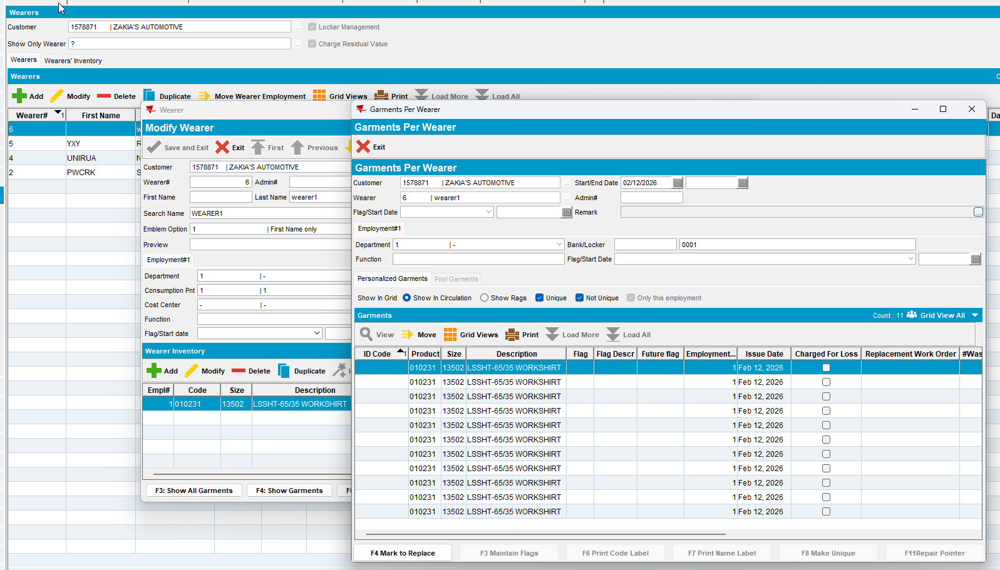 Wearers
Customer 1578871 | ZAKIA'S AUTOMOTIVE ... Locker Management
Show Only Wearer ? ... Charge Residual Value
Wearers Wearers' Inventory
Wearers
Add Modify Delete Duplicate Move Wearer Employment Grid Views Print Load More Load All
Wearer# 1 First Name
6
5 YXY
4 UNIRUA
2 PWCRK
Da
Wearer
Modify Wearer
Save and Exit Exit First Previous
Customer 1578871 | ZAKIA'S AUTOMOTIVE
Wearer# 6 Admin#
First Name Last Name wearer1
Search Name WEARER1
Emblem Option 1 | First Name only
Preview
Employment#1
Department 1 | -
Consumption Pnt 1 | 1
Cost Center - | -
Function
Flag/Start date
Wearer Inventory
Add Modify Delete Duplicate
Empl# Code Size Description
1 010231 13502 LSSHT-65/35 WORKSHIRT
F3: Show All Garments F4: Show Garments
Garments Per Wearer
Garments Per Wearer
Exit
Garments Per Wearer
Customer 1578871 | ZAKIA'S AUTOMOTIVE ... Start/End Date 02/12/2026 16 16
Wearer 6 | wearer1 ... Admin#
Flag/Start Date 16 Remark ...
Employment#1
Department 1 | - Bank/Locker 0001
Function Flag/Start Date 16
Personalized Garments Pool Garments
Show In Grid Show In Circulation Show Rags Unique Not Unique Only this employment
Garments Count : 11 Grid View All
View Move Grid Views Print Load More Load All
ID Code 1 Product Size Description Flag Flag Descr Future flag Employment... Issue Date Charged For Loss Replacement Work Order #Was
010231 13502 LSSHT-65/35 WORKSHIRT 1 Feb 12, 2026
010231 13502 LSSHT-65/35 WORKSHIRT 1 Feb 12, 2026
010231 13502 LSSHT-65/35 WORKSHIRT 1 Feb 12, 2026
010231 13502 LSSHT-65/35 WORKSHIRT 1 Feb 12, 2026
010231 13502 LSSHT-65/35 WORKSHIRT 1 Feb 12, 2026
010231 13502 LSSHT-65/35 WORKSHIRT 1 Feb 12, 2026
010231 13502 LSSHT-65/35 WORKSHIRT 1 Feb 12, 2026
010231 13502 LSSHT-65/35 WORKSHIRT 1 Feb 12, 2026
010231 13502 LSSHT-65/35 WORKSHIRT 1 Feb 12, 2026
010231 13502 LSSHT-65/35 WORKSHIRT 1 Feb 12, 2026
010231 13502 LSSHT-65/35 WORKSHIRT 1 Feb 12, 2026
F4 Mark to Replace F3 Maintain Flags F6 Print Code Label F7 Print Name Label F8 Make Unique F11Repair Pointer